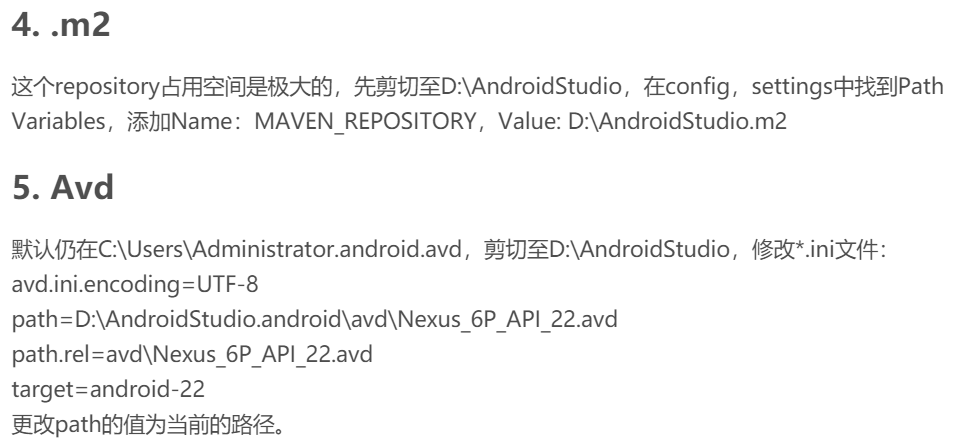 4. .m2
这个repository占用空间是极大的，先剪切至D:\AndroidStudio，在config，settings中找到Path
Variables，添加Name：MAVEN_REPOSITORY，Value: D:\AndroidStudio.m2
5. Avd
默认仍在C:\Users\Administrator.android.avd，剪切至D:\AndroidStudio，修改*.ini文件：
avd.ini.encoding=UTF-8
path=D:\AndroidStudio.android\avd\Nexus_6P_API_22.avd
path.rel=avd\Nexus_6P_API_22.avd
target=android-22
更改path的值为当前的路径。